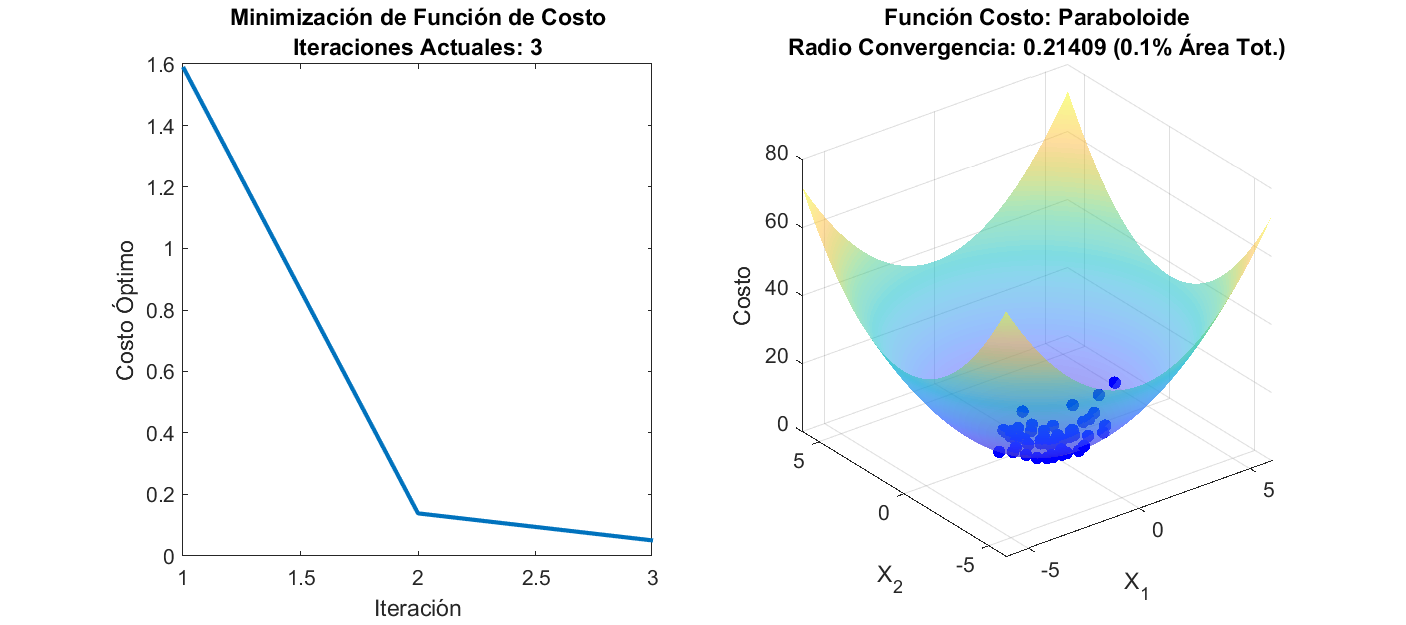 Minimización de Función de Costo
Iteraciones Actuales: 3
1.6
1.4
1.2
1
0.8
0.6
0.4
0.2
0
Costo Óptimo
1
1.5
2
2.5
3
Iteración
Función Costo: Paraboloide
Radio Convergencia: 0.21409 (0.1% Área Tot.)
80
60
40
20
0
Costo
5
0
-5
X2
-5
0
5
X1